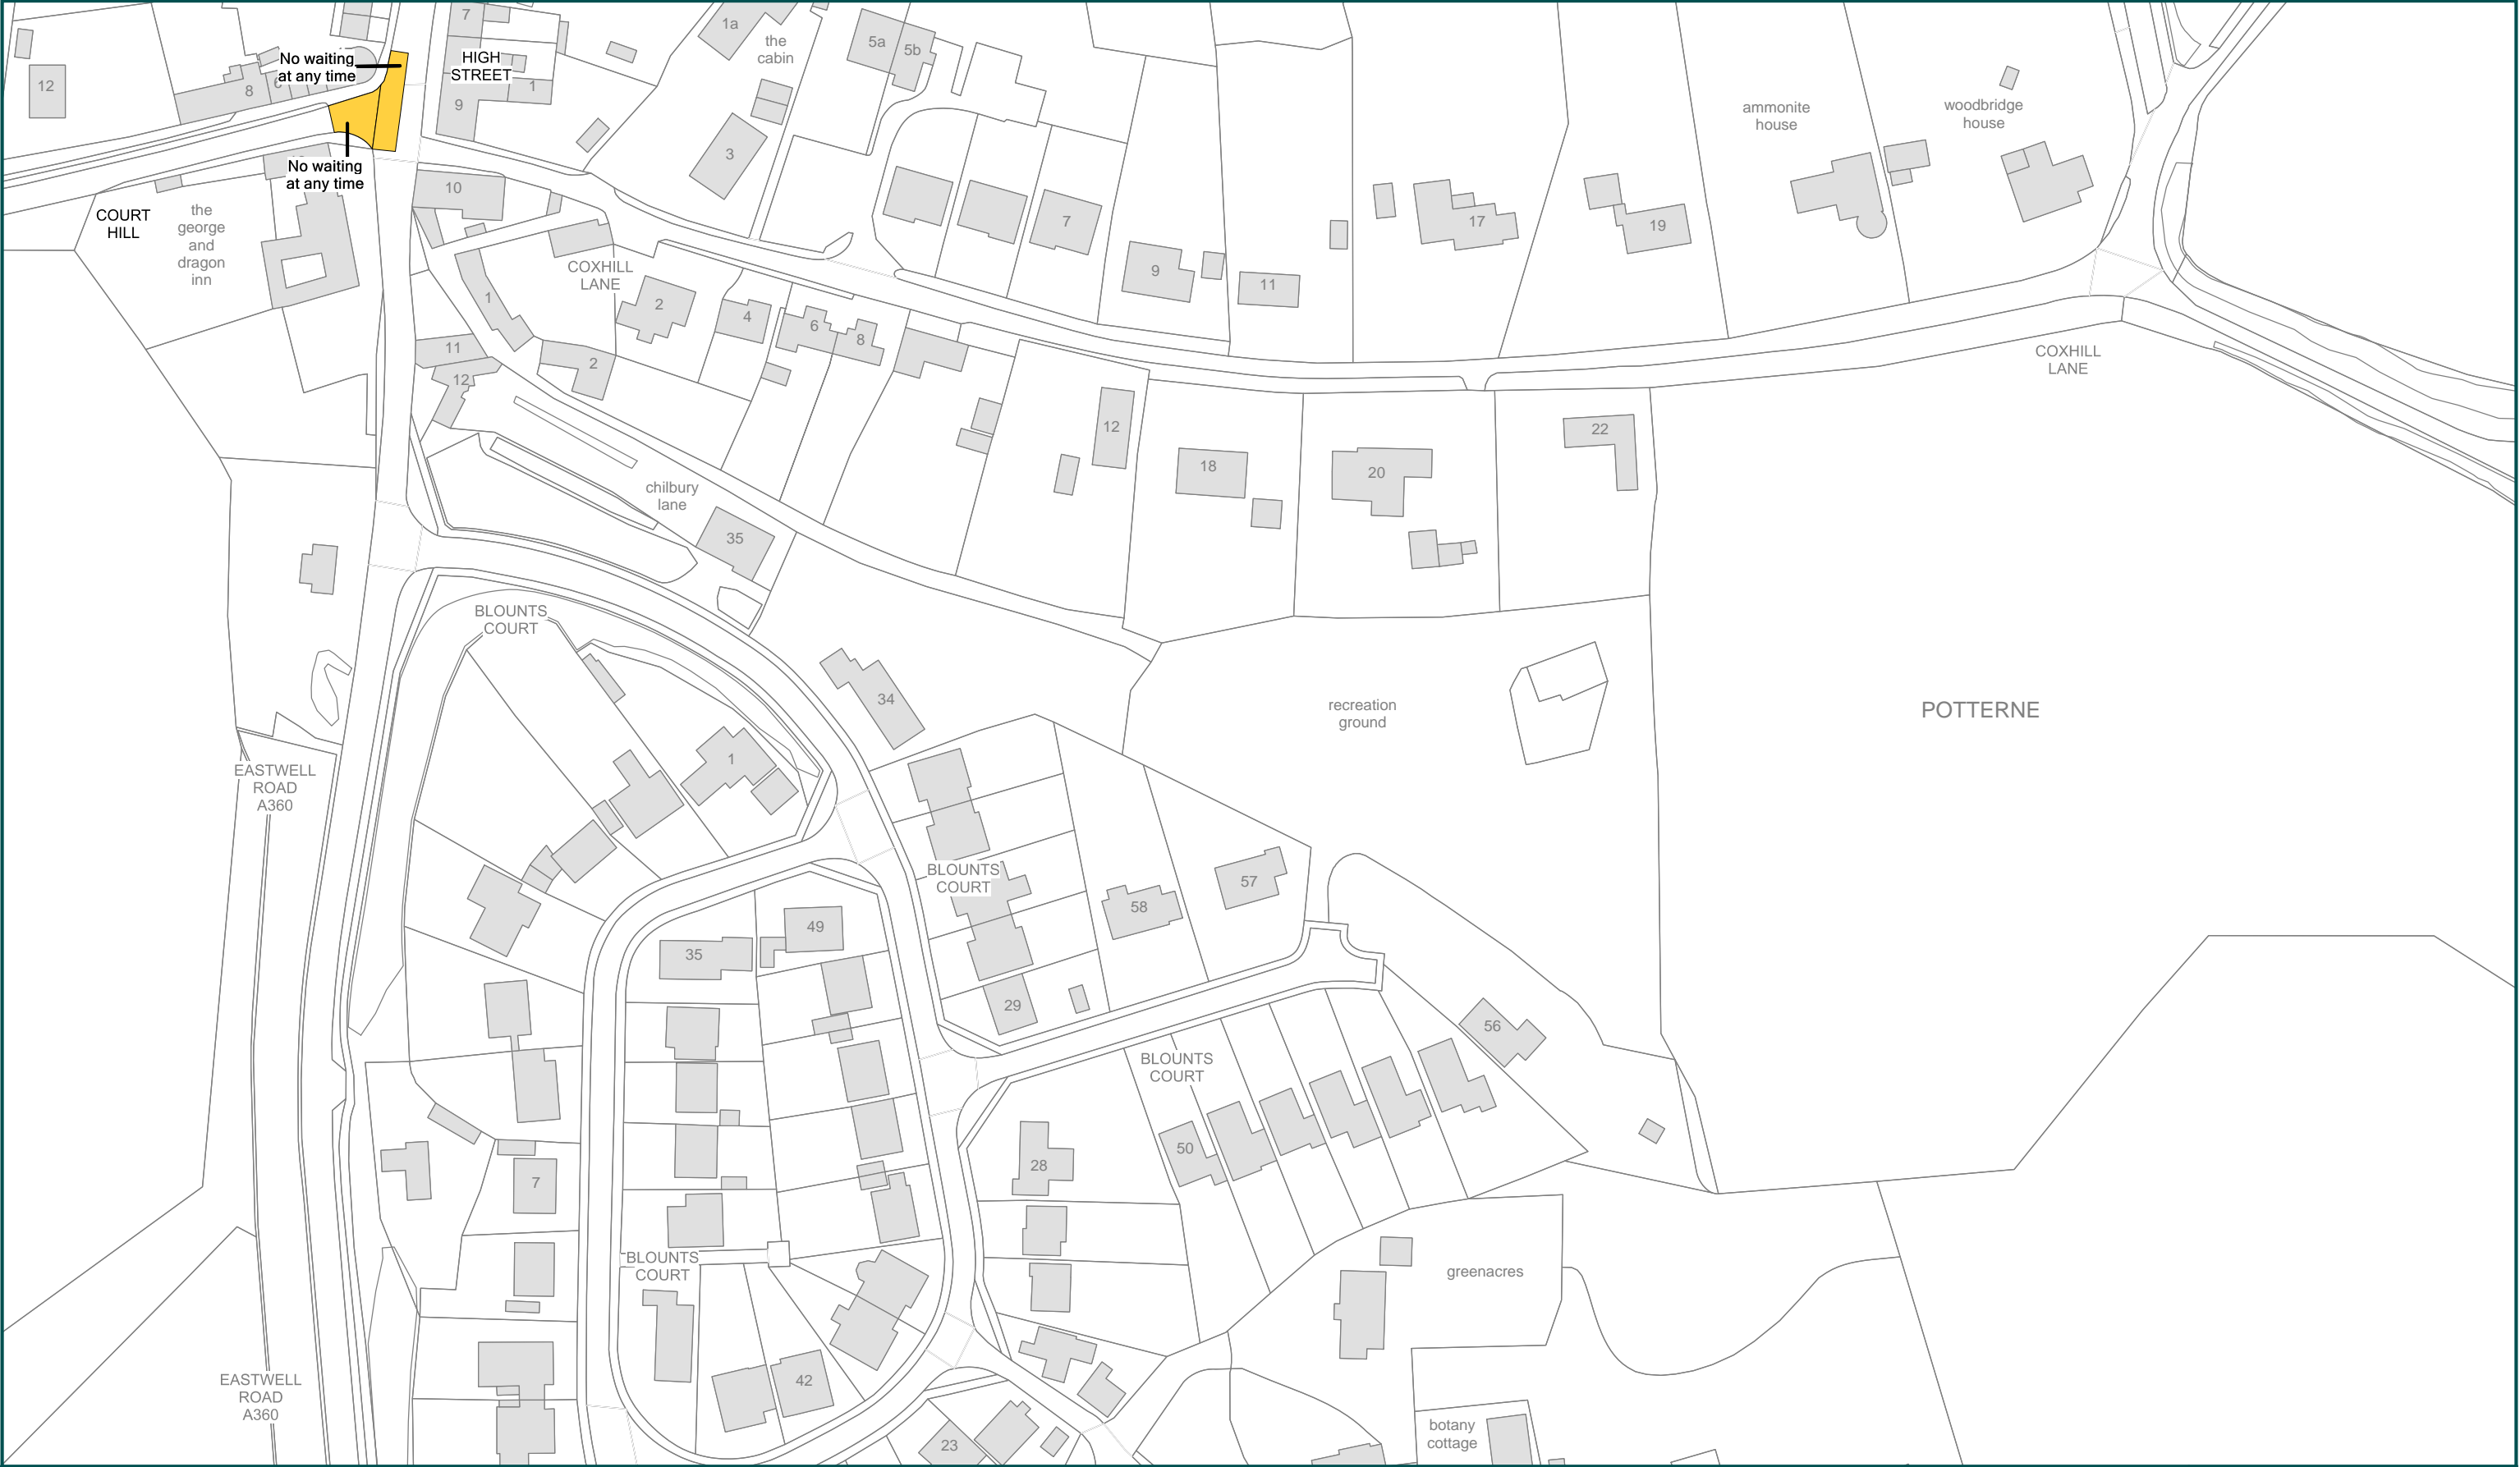 7
1a
the
cabin
5a
5b
No waiting
at any time
HIGH
STREET
12
8
1
9
ammonite
house
woodbridge
house
3
No waiting
at any time
10
COURT
HILL
the
george
and
dragon
inn
7
17
19
COXHILL
LANE
1
2
9
11
4
6
8
11
12
2
COXHILL
LANE
12
22
18
20
chilbury
lane
35
BLOUNTS
COURT
34
recreation
ground
POTTERNE
1
EASTWELL
ROAD
A360
BLOUNTS
COURT
57
58
49
35
29
56
BLOUNTS
COURT
50
28
7
BLOUNTS
COURT
greenacres
EASTWELL
ROAD
A360
42
23
botany
cottage